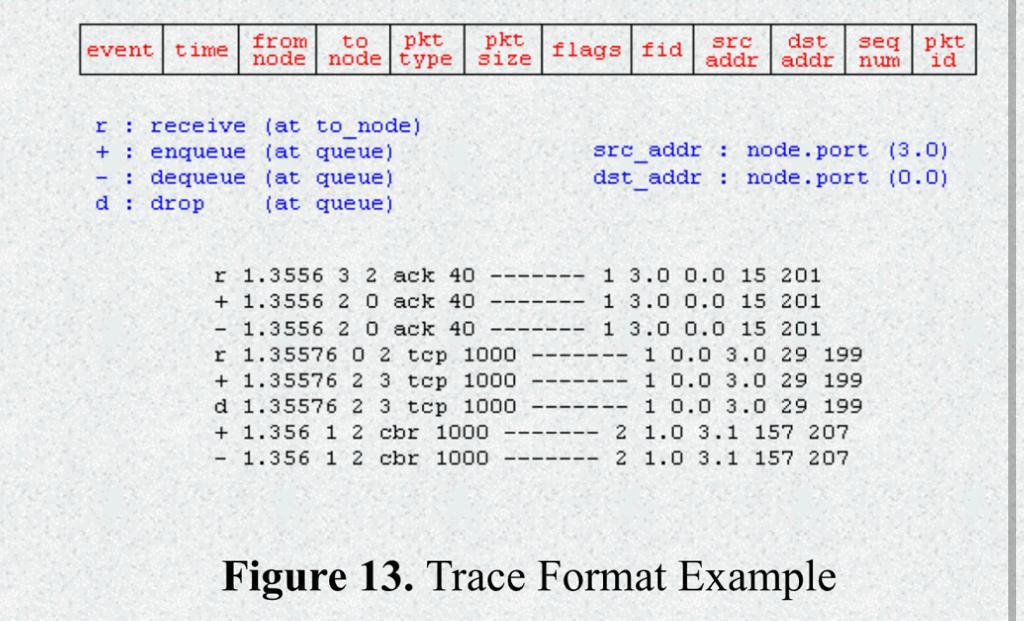 event time from node to node pkt type pkt size flags fid src addr dst addr seq num pkt id
r : receive (at to_node)
+ : enqueue (at queue)
- : dequeue (at queue)
d : drop (at queue)
src_addr : node.port (3.0)
dst_addr : node.port (0.0)
r 1.3556 3 2 ack 40 ------- 1 3.0 0.0 15 201
+ 1.3556 2 0 ack 40 ------- 1 3.0 0.0 15 201
- 1.3556 2 0 ack 40 ------- 1 3.0 0.0 15 201
r 1.35576 0 2 tcp 1000 ------- 1 0.0 3.0 29 199
+ 1.35576 2 3 tcp 1000 ------- 1 0.0 3.0 29 199
d 1.35576 2 3 tcp 1000 ------- 1 0.0 3.0 29 199
+ 1.356 1 2 cbr 1000 ------- 2 1.0 3.1 157 207
- 1.356 1 2 cbr 1000 ------- 2 1.0 3.1 157 207
Figure 13. Trace Format Example